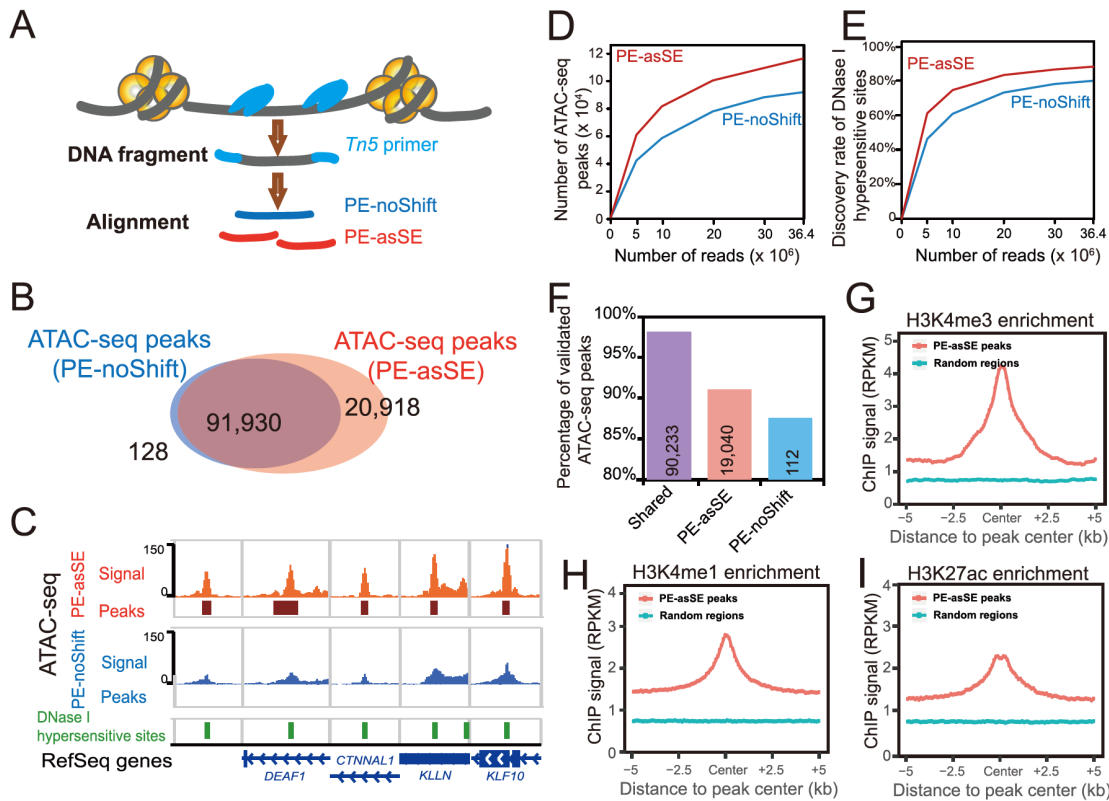 A
DNA fragment
Tn5 primer
Alignment
PE-noShift
PE-asSE
B
ATAC-seq peaks
(PE-noShift)
ATAC-seq peaks
(PE-asSE)
91,930
20,918
128
C
ATAC-seq
PE-asSE
150
Signal
0
Peaks
PE-noShift
150
Signal
0
Peaks
DNase I
hypersensitive sites
RefSeq genes
DEAF1
CTNNAL1
KLLN
KLF10
D
Number of ATAC-seq
peaks (x 10⁴)
12
10
8
6
4
2
0
PE-asSE
PE-noShift
0 5 10 20 30 36.4
Number of reads (x 10⁶)
E
Discovery rate of DNase I
hypersensitive sites
100%
80%
60%
40%
20%
0
PE-asSE
PE-noShift
0 5 10 20 30 36.4
Number of reads (x 10⁶)
F
Percentage of validated
ATAC-seq peaks
100%
95%
90%
85%
80%
90,233
19,040
112
Shared
PE-asSE
PE-noShift
G
H3K4me3 enrichment
PE-asSE peaks
Random regions
ChIP signal (RPKM)
5
4
3
2
1
0
−5 −2.5 Center +2.5 +5
Distance to peak center (kb)
H
H3K4me1 enrichment
PE-asSE peaks
Random regions
ChIP signal (RPKM)
4
3
2
1
0
−5 −2.5 Center +2.5 +5
Distance to peak center (kb)
I
H3K27ac enrichment
PE-asSE peaks
Random regions
ChIP signal (RPKM)
4
3
2
1
0
−5 −2.5 Center +2.5 +5
Distance to peak center (kb)